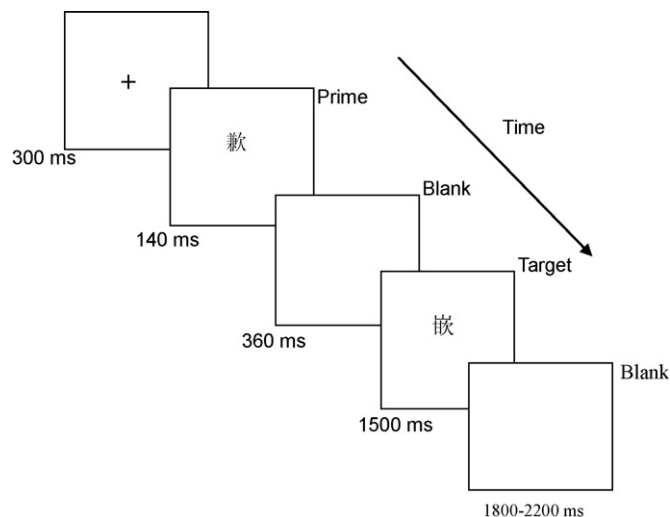 +
300 ms
Prime
歉
140 ms
Blank
360 ms
Time
Target
嵌
1500 ms
Blank
1800-2200 ms